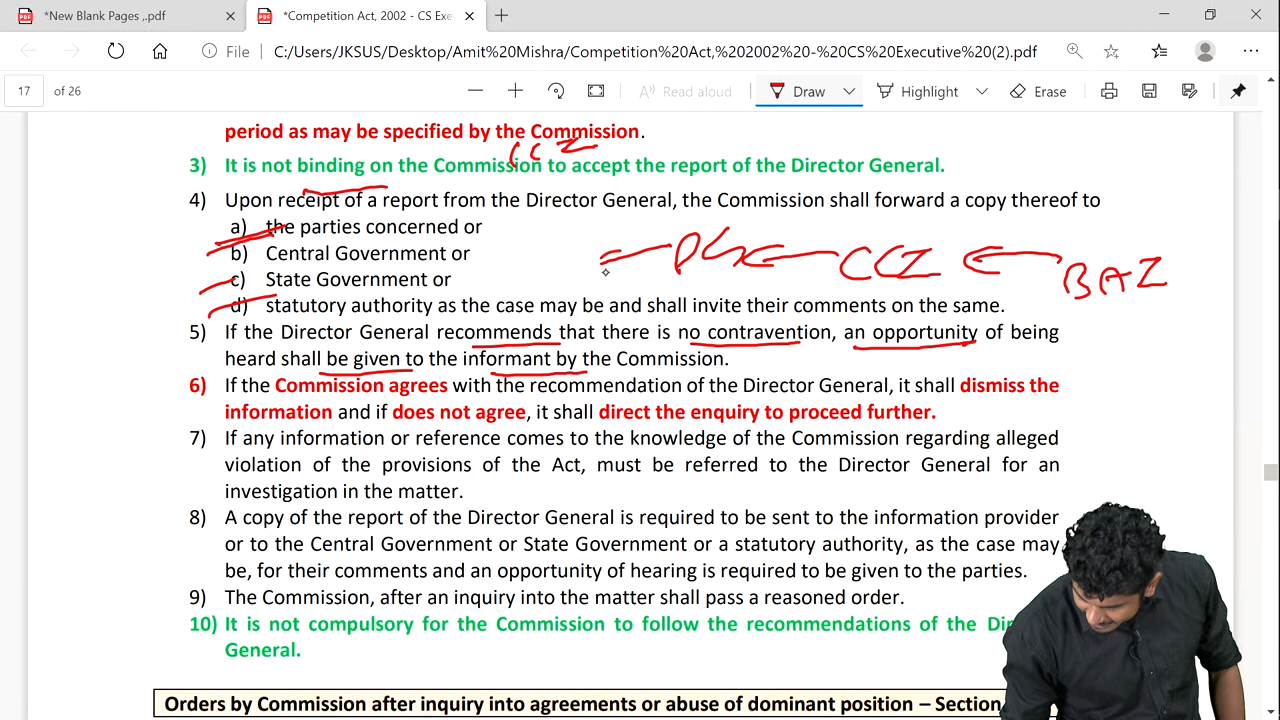 *New Blank Pages ,.pdf
*Competition Act, 2002 - CS Exe
File
C:/Users/JKSUS/Desktop/Amit%20Mishra/Competition%20Act,%202002%20-%20CS%20Executive%20(2).pdf
17 of 26
Read aloud
Draw
Highlight
Erase
period as may be specified by the Commission.
CCI
3) It is not binding on the Commission to accept the report of the Director General.
4) Upon receipt of a report from the Director General, the Commission shall forward a copy thereof to
a) the parties concerned or
b) Central Government or
DG CCI BAI
c) State Government or
d) statutory authority as the case may be and shall invite their comments on the same.
5) If the Director General recommends that there is no contravention, an opportunity of being
heard shall be given to the informant by the Commission.
6) If the Commission agrees with the recommendation of the Director General, it shall dismiss the
information and if does not agree, it shall direct the enquiry to proceed further.
7) If any information or reference comes to the knowledge of the Commission regarding alleged
violation of the provisions of the Act, must be referred to the Director General for an
investigation in the matter.
8) A copy of the report of the Director General is required to be sent to the information provider
or to the Central Government or State Government or a statutory authority, as the case may
be, for their comments and an opportunity of hearing is required to be given to the parties.
9) The Commission, after an inquiry into the matter shall pass a reasoned order.
10) It is not compulsory for the Commission to follow the recommendations of the
General.
Orders by Commission after inquiry into agreements or abuse of dominant position – Section